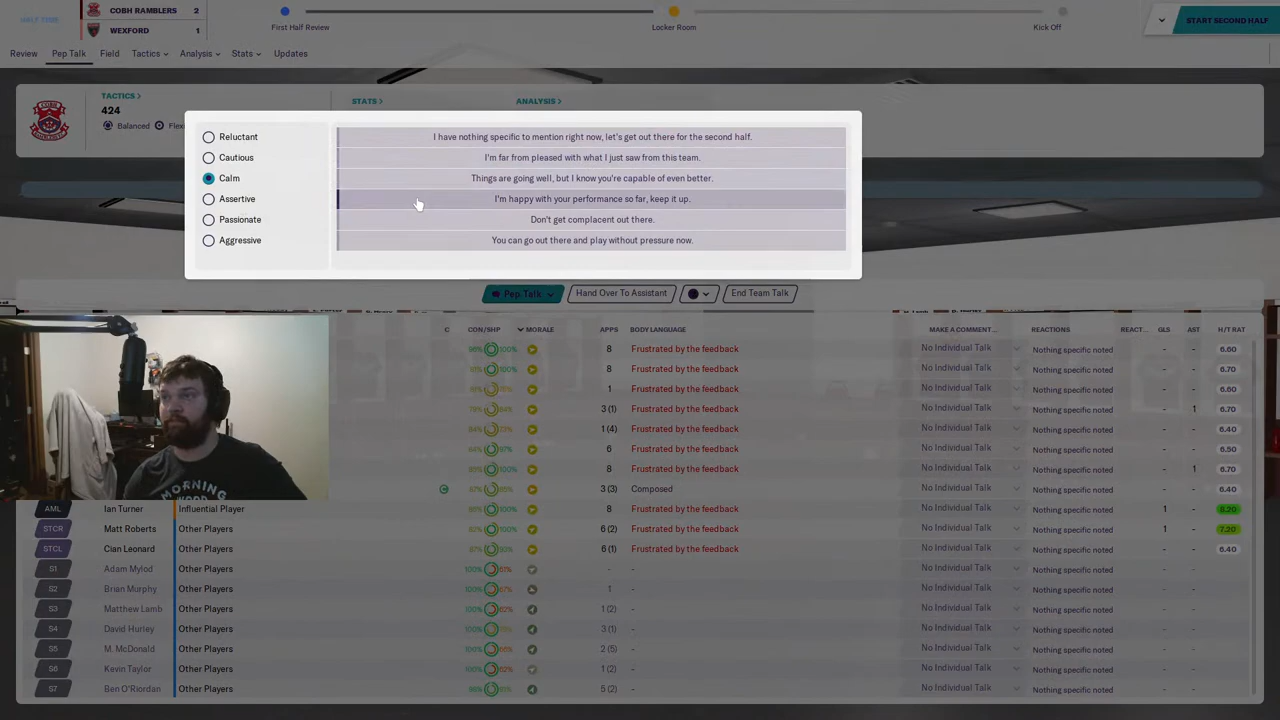 HALF TIME
COBH RAMBLERS 2
WEXFORD 1
First Half Review
Locker Room
Kick Off
START SECOND HALF
Review Pep Talk Field Tactics Analysis Stats Updates
TACTICS >
424
Balanced
STATS >
ANALYSIS >
Reluctant
Cautious
Calm
Assertive
Passionate
Aggressive
I have nothing specific to mention right now, let's get out there for the second half.
I'm far from pleased with what I just saw from this team.
Things are going well, but I know you're capable of even better.
I'm happy with your performance so far, keep it up.
Don't get complacent out there.
You can go out there and play without pressure now.
Pep Talk Hand Over To Assistant End Team Talk
C CON/SHP MORALE APPS BODY LANGUAGE MAKE A COMMENT... REACTIONS REACT... GLS AST H/T RAT
100% 8 Frustrated by the feedback No Individual Talk Nothing specific noted - - 6.60
100% 8 Frustrated by the feedback No Individual Talk Nothing specific noted - - 6.70
1 Frustrated by the feedback No Individual Talk Nothing specific noted - - 6.60
3 (1) Frustrated by the feedback No Individual Talk Nothing specific noted - 1 6.70
1 (4) Frustrated by the feedback No Individual Talk Nothing specific noted - - 6.40
6 Frustrated by the feedback No Individual Talk Nothing specific noted - - 6.50
100% 8 Frustrated by the feedback No Individual Talk Nothing specific noted - 1 6.70
3 (3) Composed No Individual Talk Nothing specific noted - - 6.40
AML Ian Turner Influential Player 100% 8 Frustrated by the feedback No Individual Talk Nothing specific noted 1 - 8.20
STCR Matt Roberts Other Players 100% 6 (2) Frustrated by the feedback No Individual Talk Nothing specific noted 1 - 7.20
STCL Cian Leonard Other Players 6 (1) Frustrated by the feedback No Individual Talk Nothing specific noted - - 6.40
S1 Adam Mylod Other Players 100% - - No Individual Talk Nothing specific noted - - -
S2 Brian Murphy Other Players 100% 1 - No Individual Talk Nothing specific noted - - -
S3 Matthew Lamb Other Players 100% 1 (2) - No Individual Talk Nothing specific noted - - -
S4 David Hurley Other Players 100% 3 (1) - No Individual Talk Nothing specific noted - - -
S5 M. McDonald Other Players 100% 2 (5) - No Individual Talk Nothing specific noted - - -
S6 Kevin Taylor Other Players 100% 1 (2) - No Individual Talk Nothing specific noted - - -
S7 Ben O'Riordan Other Players 5 (2) - No Individual Talk Nothing specific noted - - -
MORNING
WOOD